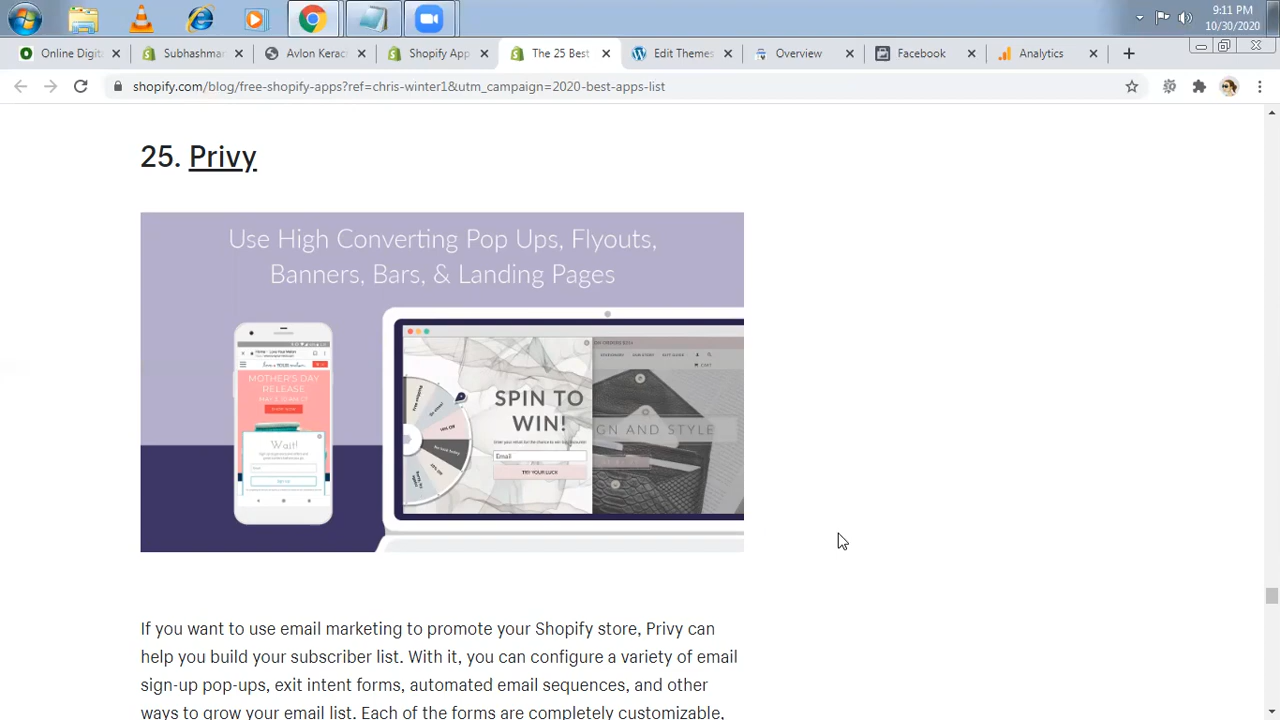 9:11 PM
10/30/2020
Online Digit
Subhashmar
Avlon Kerac
Shopify App
The 25 Best
Edit Themes
Overview
Facebook
Analytics
shopify.com/blog/free-shopify-apps?ref=chris-winter1&utm_campaign=2020-best-apps-list
25. Privy
Use High Converting Pop Ups, Flyouts,
Banners, Bars, & Landing Pages
MOTHER'S DAY
RELEASE
Wait!
SPIN TO
WIN!
Email
TRY YOUR LUCK
GN AND STYLE
CART
If you want to use email marketing to promote your Shopify store, Privy can
help you build your subscriber list. With it, you can configure a variety of email
sign-up pop-ups, exit intent forms, automated email sequences, and other
ways to grow your email list. Each of the forms are completely customizable,